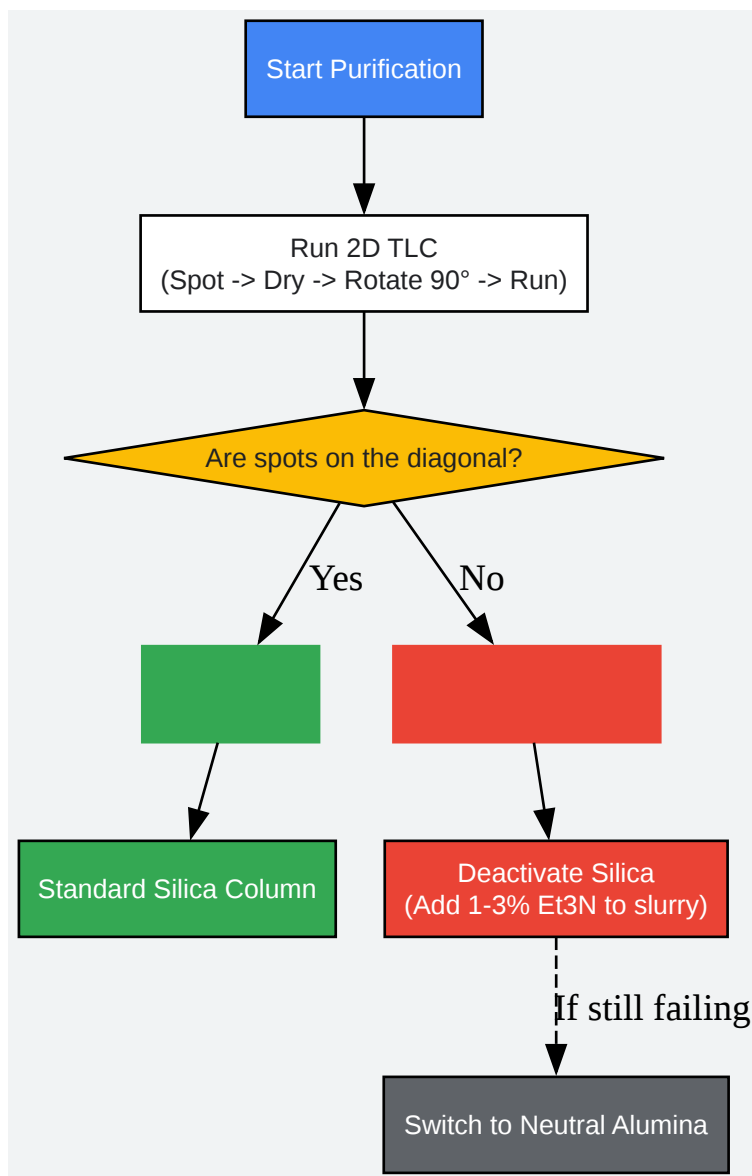 Start Purification
Run 2D TLC
(Spot -> Dry -> Rotate 90° -> Run)
Are spots on the diagonal?
Yes
No
Standard Silica Column
Deactivate Silica
(Add 1-3% Et3N to slurry)
If still failing
Switch to Neutral Alumina